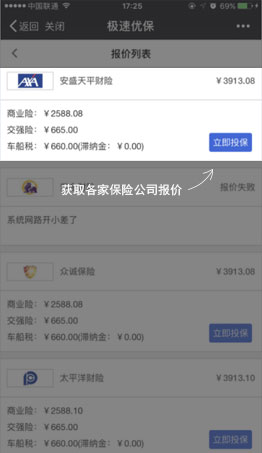 中国联通 17:25 69%
返回 关闭 极速优保
报价列表
AXA 安盛天平财险 ¥3913.08
商业险：¥2588.08
交强险：¥665.00
车船税：¥660.00(滞纳金：¥0.00)
立即投保
报价失败
获取各家保险公司报价
系统网路开小差了
众诚保险 ¥3913.08
商业险：¥2588.08
交强险：¥665.00
车船税：¥660.00(滞纳金：¥0.00)
立即投保
太平洋财险 ¥3913.10
商业险：¥2588.10
交强险：¥665.00
车船税：¥660.00(滞纳金：¥0.00)
立即投保